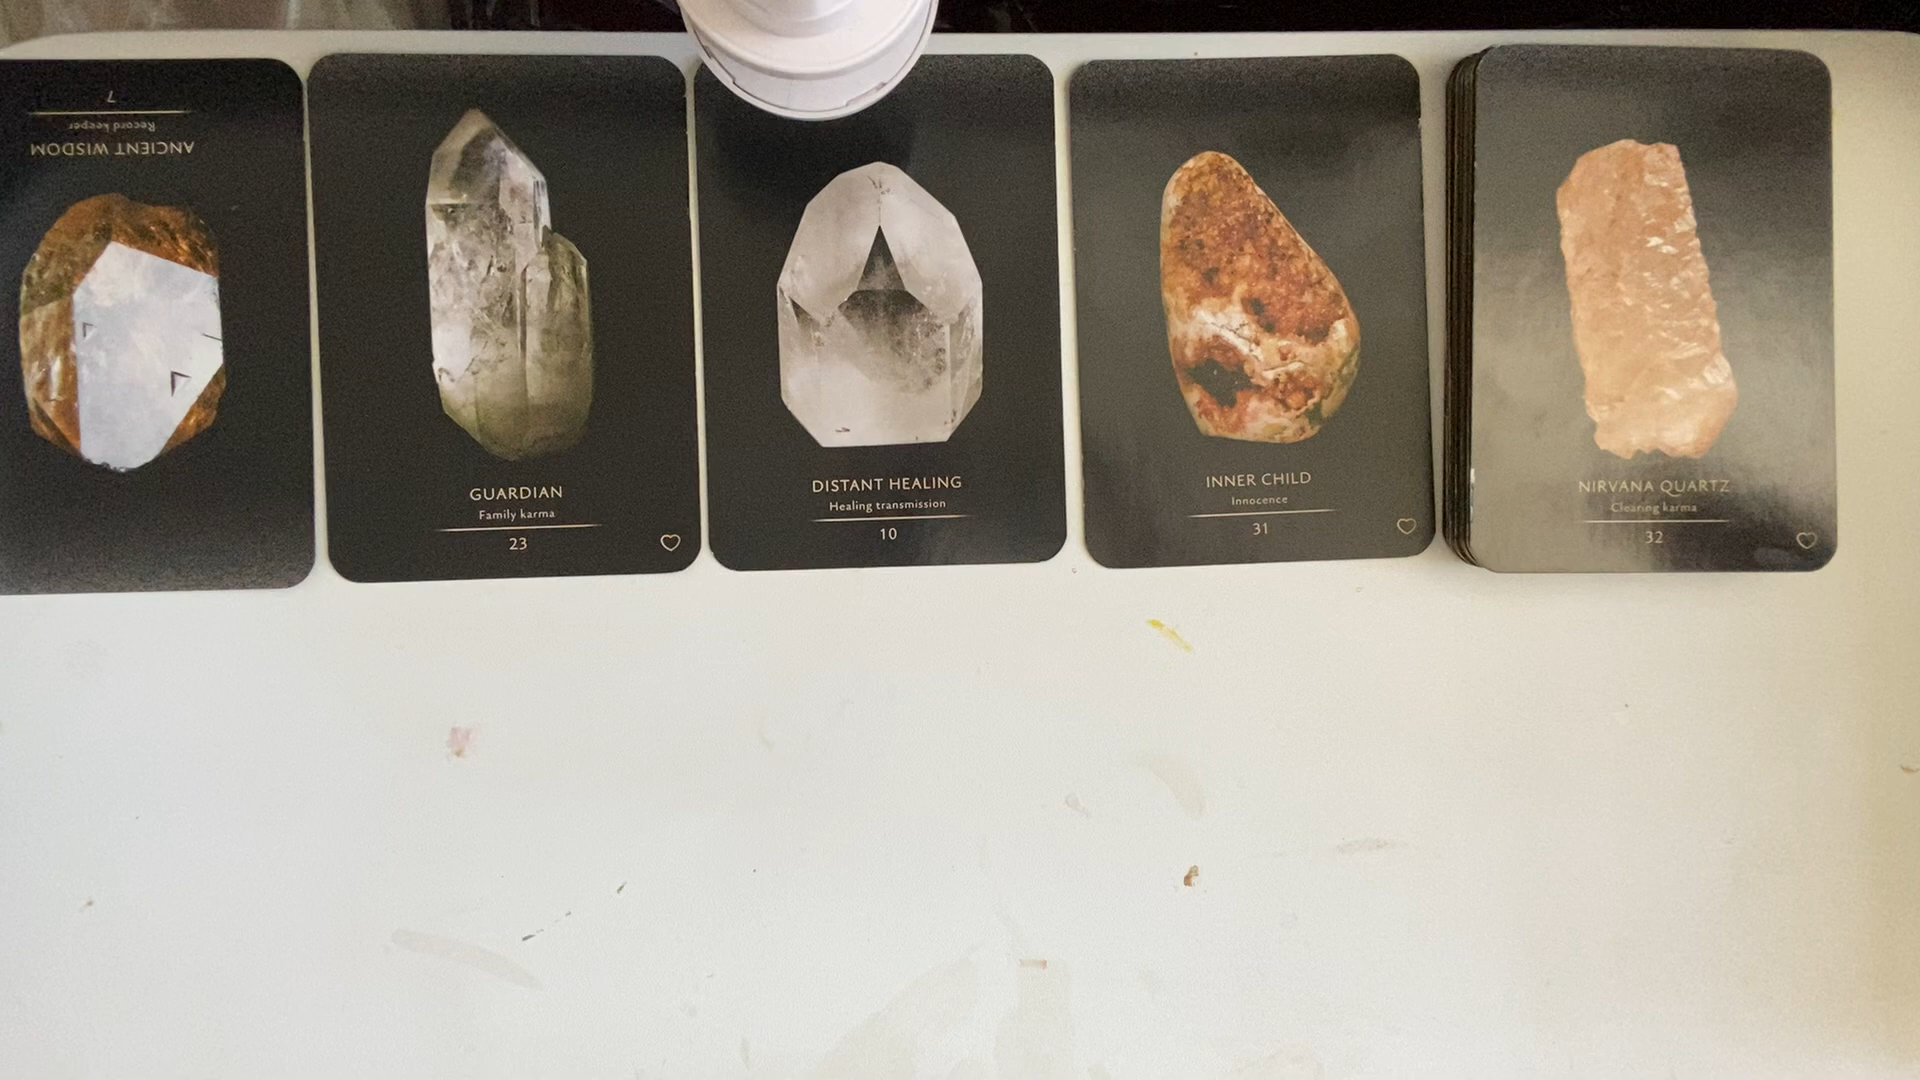 ANCIENT WISDOM
Record keeper
7
GUARDIAN
Family karma
23
DISTANT HEALING
Healing transmission
10
INNER CHILD
Innocence
31
NIRVANA QUARTZ
Clearing karma
32